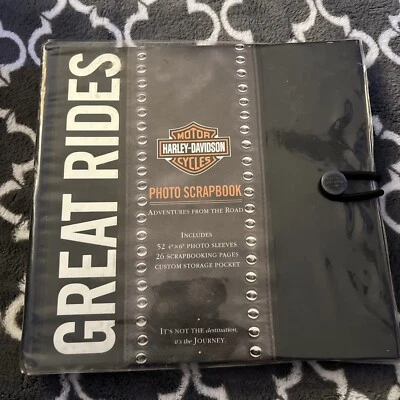 GREAT RIDES
MOTOR
HARLEY-DAVIDSON
CYCLES
PHOTO SCRAPBOOK
ADVENTURES FROM THE ROAD
INCLUDES
52 4"X6" PHOTO SLEEVES
26 SCRAPBOOKING PAGES
CUSTOM STORAGE POCKET
IT'S NOT THE destination,
it's the JOURNEY.